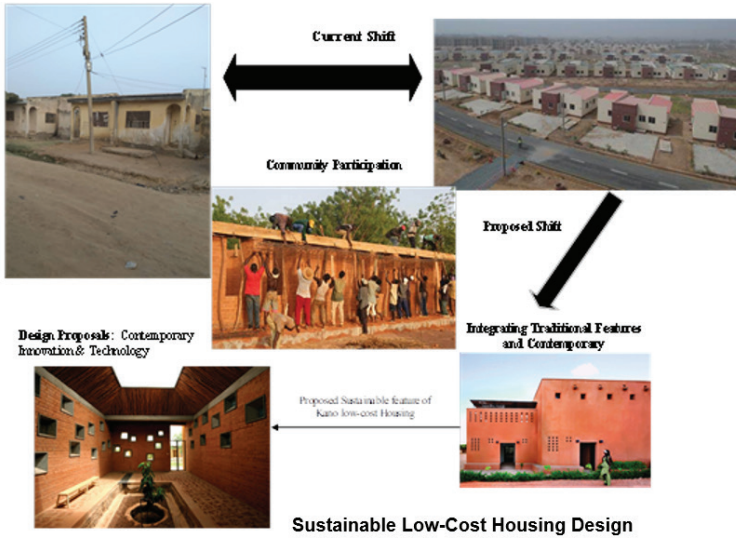 Current Shift
Community Participation
Proposed Shift
Integrating Traditional Features
and Contemporary
Design Proposals: Contemporary
Innovation & Technology
Proposed Sustainable feature of
Kano low-cost Housing
Sustainable Low-Cost Housing Design